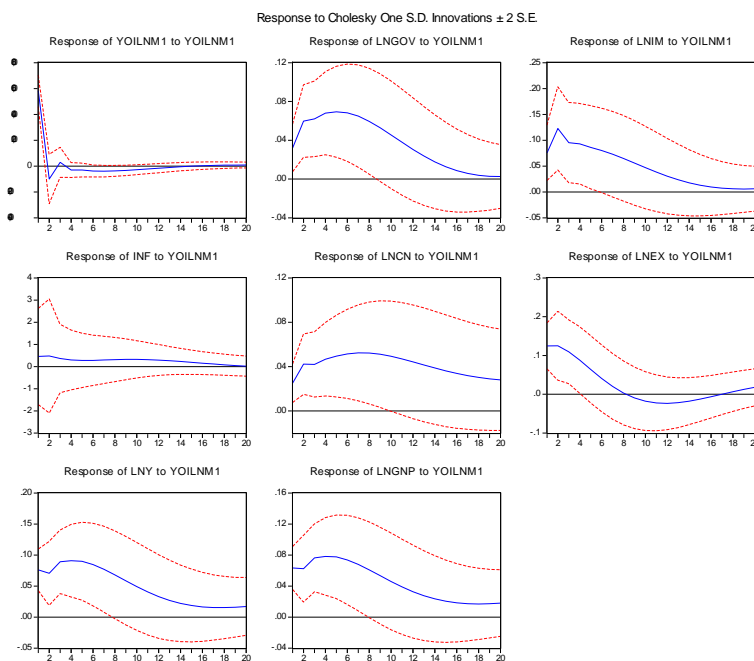 Response to Cholesky One S.D. Innovations ± 2 S.E.
Response of YOILNM1 to YOILNM1
0
0
2 4 6 8 10 12 14 16 18 20
Response of LNGOV to YOILNM1
.12
.08
.04
.00
-.04
2 4 6 8 10 12 14 16 18 20
Response of LNIM to YOILNM1
.25
.20
.15
.10
.05
.00
-.05
2 4 6 8 10 12 14 16 18 20
Response of INF to YOILNM1
4
3
2
1
0
-1
-2
-3
2 4 6 8 10 12 14 16 18 20
Response of LNCN to YOILNM1
.12
.08
.04
.00
2 4 6 8 10 12 14 16 18 20
Response of LNEX to YOILNM1
.3
.2
.1
.0
-.1
2 4 6 8 10 12 14 16 18 20
Response of LNY to YOILNM1
.20
.15
.10
.05
.00
-.05
2 4 6 8 10 12 14 16 18 20
Response of LNGNP to YOILNM1
.16
.12
.08
.04
.00
-.04
2 4 6 8 10 12 14 16 18 20